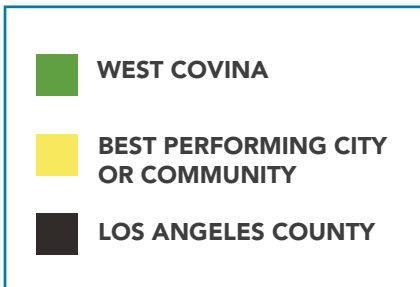 WEST COVINA
BEST PERFORMING CITY
OR COMMUNITY
LOS ANGELES COUNTY